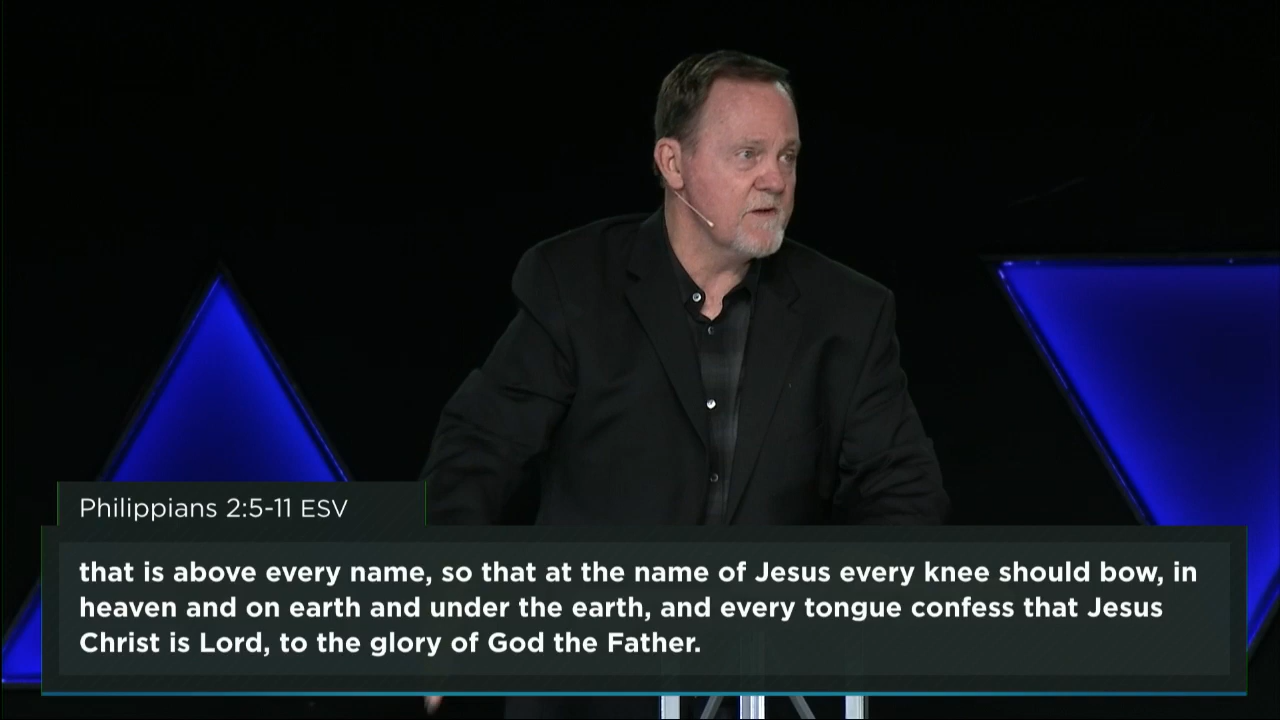 Philippians 2:5-11 ESV
that is above every name, so that at the name of Jesus every knee should bow, in
heaven and on earth and under the earth, and every tongue confess that Jesus
Christ is Lord, to the glory of God the Father.